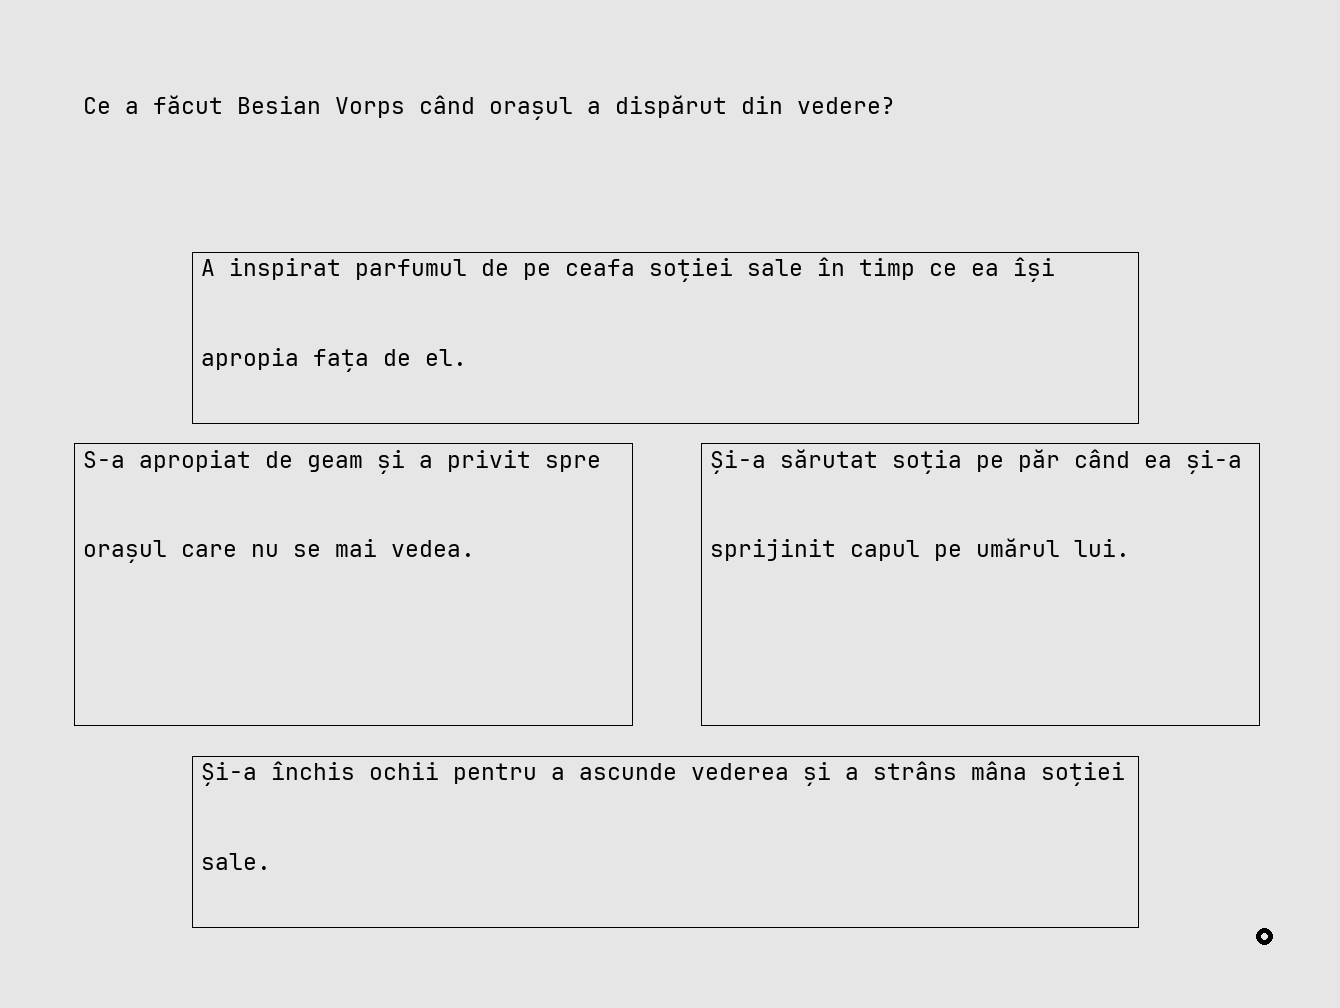 Ce a făcut Besian Vorps când orașul a dispărut din vedere?
A inspirat parfumul de pe ceafa soției sale în timp ce ea își
apropia fața de el.
S-a apropiat de geam și a privit spre
orașul care nu se mai vedea.
Și-a sărutat soția pe păr când ea și-a
sprijinit capul pe umărul lui.
Și-a închis ochii pentru a ascunde vederea și a strâns mâna soției
sale.